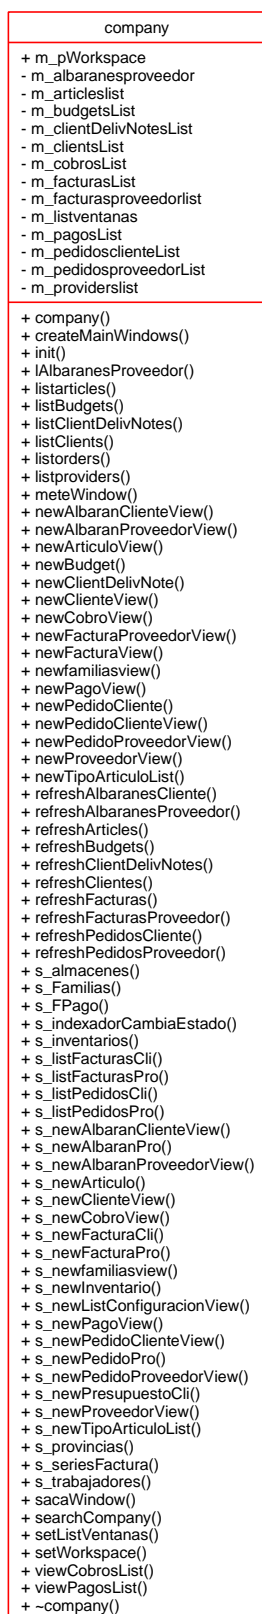 company
+ m_pWorkspace
- m_albaranesproveedor
- m_articleslist
- m_budgetsList
- m_clientDelivNotesList
- m_clientsList
- m_cobrosList
- m_facturasList
- m_facturasproveedorlist
- m_listventanas
- m_pagosList
- m_pedidosclienteList
- m_pedidosproveedorList
- m_providerslist
+ company()
+ createMainWindows()
+ init()
+ lAlbaranesProveedor()
+ listarticles()
+ listBudgets()
+ listClientDelivNotes()
+ listClients()
+ listorders()
+ listproviders()
+ meteWindow()
+ newAlbaranClienteView()
+ newAlbaranProveedorView()
+ newArticuloView()
+ newBudget()
+ newClientDelivNote()
+ newClienteView()
+ newCobroView()
+ newFacturaProveedorView()
+ newFacturaView()
+ newfamiliasview()
+ newPagoView()
+ newPedidoCliente()
+ newPedidoClienteView()
+ newPedidoProveedorView()
+ newProveedorView()
+ newTipoArticuloList()
+ refreshAlbaranesCliente()
+ refreshAlbaranesProveedor()
+ refreshArticles()
+ refreshBudgets()
+ refreshClientDelivNotes()
+ refreshClientes()
+ refreshFacturas()
+ refreshFacturasProveedor()
+ refreshPedidosCliente()
+ refreshPedidosProveedor()
+ s_almacenes()
+ s_Familias()
+ s_FPago()
+ s_indexadorCambiaEstado()
+ s_inventarios()
+ s_listFacturasCli()
+ s_listFacturasPro()
+ s_listPedidosCli()
+ s_listPedidosPro()
+ s_newAlbaranClienteView()
+ s_newAlbaranPro()
+ s_newAlbaranProveedorView()
+ s_newArticulo()
+ s_newClienteView()
+ s_newCobroView()
+ s_newFacturaCli()
+ s_newFacturaPro()
+ s_newfamiliasview()
+ s_newInventario()
+ s_newListConfiguracionView()
+ s_newPagoView()
+ s_newPedidoClienteView()
+ s_newPedidoPro()
+ s_newPedidoProveedorView()
+ s_newPresupuestoCli()
+ s_newProveedorView()
+ s_newTipoArticuloList()
+ s_provincias()
+ s_seriesFactura()
+ s_trabajadores()
+ sacaWindow()
+ searchCompany()
+ setListVentanas()
+ setWorkspace()
+ viewCobrosList()
+ viewPagosList()
+ ~company()